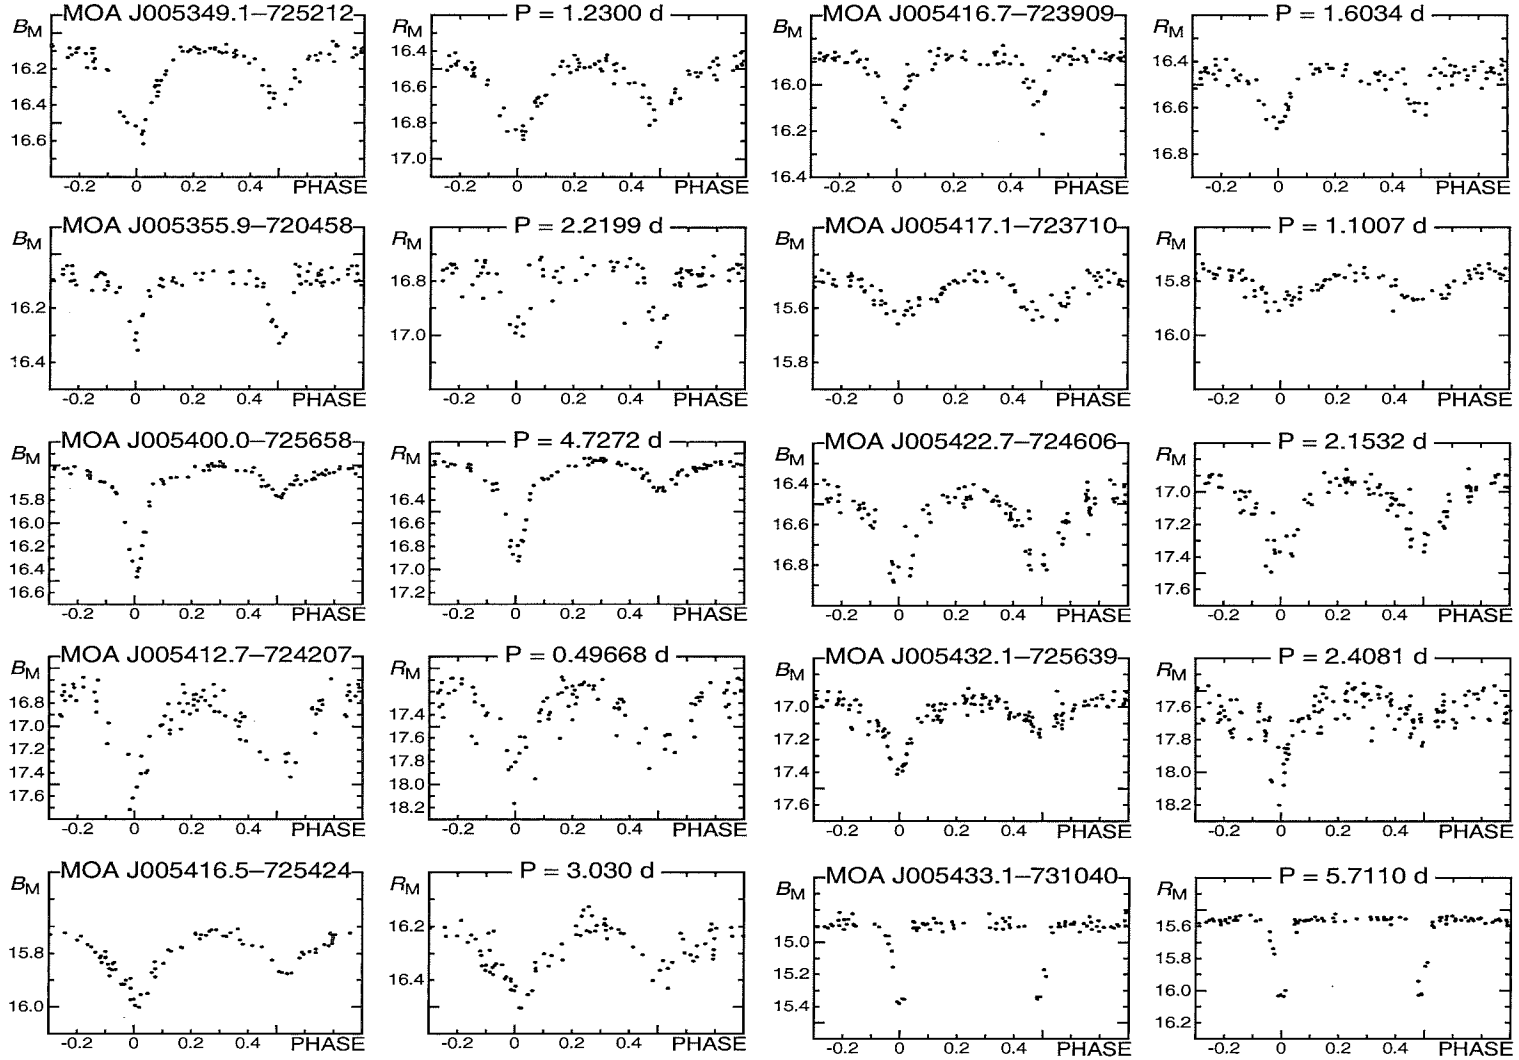 MOA J005349.1–725212
B_M
16.2
16.4
16.6
-0.2 0 0.2 0.4 PHASE
P = 1.2300 d
R_M
16.4
16.6
16.8
17.0
-0.2 0 0.2 0.4 PHASE
MOA J005416.7–723909
B_M
16.0
16.2
16.4
-0.2 0 0.2 0.4 PHASE
P = 1.6034 d
R_M
16.4
16.6
16.8
-0.2 0 0.2 0.4 PHASE
MOA J005355.9–720458
B_M
16.2
16.4
-0.2 0 0.2 0.4 PHASE
P = 2.2199 d
R_M
16.8
17.0
-0.2 0 0.2 0.4 PHASE
MOA J005417.1–723710
B_M
15.6
15.8
-0.2 0 0.2 0.4 PHASE
P = 1.1007 d
R_M
15.8
16.0
-0.2 0 0.2 0.4 PHASE
MOA J005400.0–725658
B_M
15.8
16.0
16.2
16.4
16.6
-0.2 0 0.2 0.4 PHASE
P = 4.7272 d
R_M
16.4
16.6
16.8
17.0
17.2
-0.2 0 0.2 0.4 PHASE
MOA J005422.7–724606
B_M
16.4
16.6
16.8
-0.2 0 0.2 0.4 PHASE
P = 2.1532 d
R_M
17.0
17.2
17.4
17.6
-0.2 0 0.2 0.4 PHASE
MOA J005412.7–724207
B_M
16.8
17.0
17.2
17.4
17.6
-0.2 0 0.2 0.4 PHASE
P = 0.49668 d
R_M
17.4
17.6
17.8
18.0
18.2
-0.2 0 0.2 0.4 PHASE
MOA J005432.1–725639
B_M
17.0
17.2
17.4
17.6
-0.2 0 0.2 0.4 PHASE
P = 2.4081 d
R_M
17.6
17.8
18.0
18.2
-0.2 0 0.2 0.4 PHASE
MOA J005416.5–725424
B_M
15.8
16.0
-0.2 0 0.2 0.4 PHASE
P = 3.030 d
R_M
16.2
16.4
-0.2 0 0.2 0.4 PHASE
MOA J005433.1–731040
B_M
15.0
15.2
15.4
-0.2 0 0.2 0.4 PHASE
P = 5.7110 d
R_M
15.6
15.8
16.0
16.2
-0.2 0 0.2 0.4 PHASE